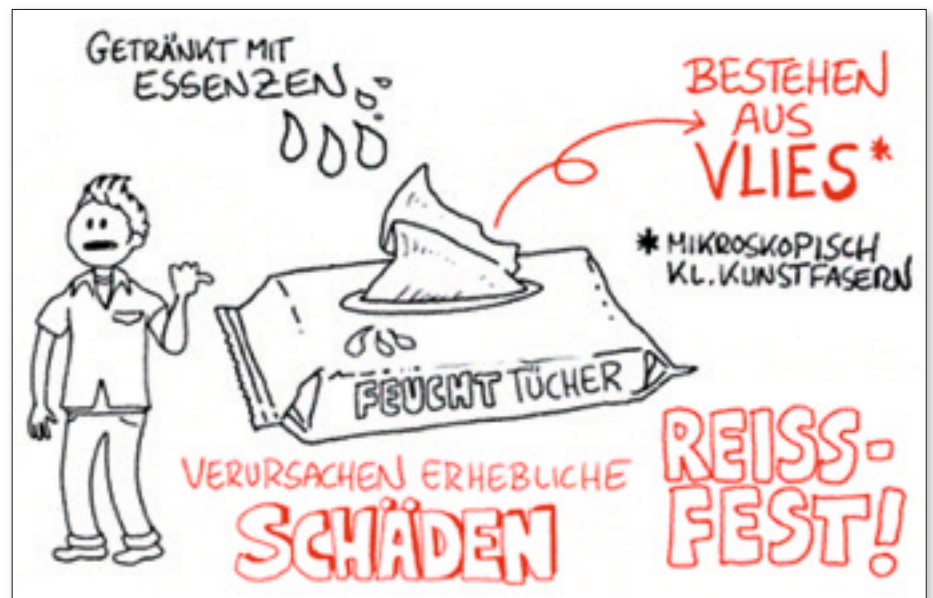 GETRÄNKT MIT
ESSENZEN
BESTEHEN
AUS
VLIES*
* MIKROSKOPISCH
KL. KUNSTFASERN
FEUCHT TÜCHER
VERURSACHEN ERHEBLICHE
SCHÄDEN
REISS-
FEST!